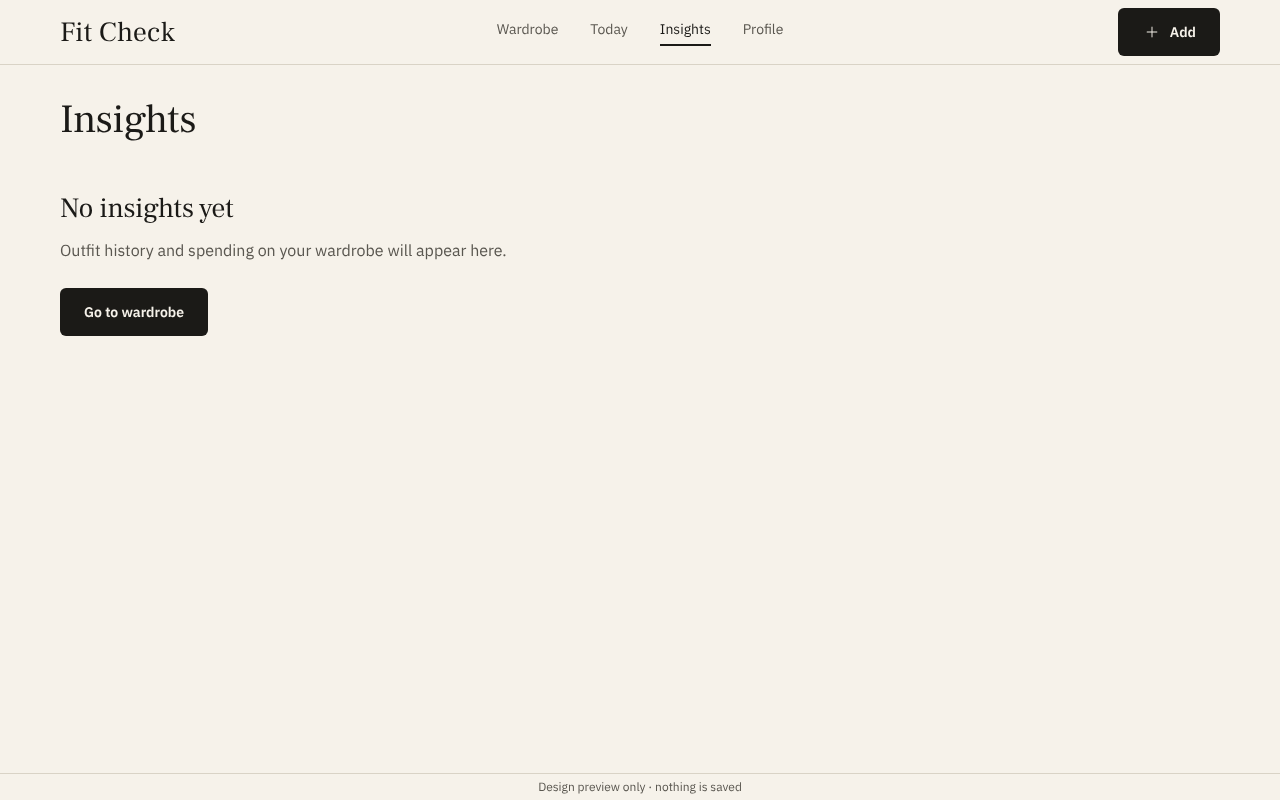 Fit Check
Wardrobe
Today
Insights
Profile
Add
Insights
No insights yet
Outfit history and spending on your wardrobe will appear here.
Go to wardrobe
Design preview only · nothing is saved